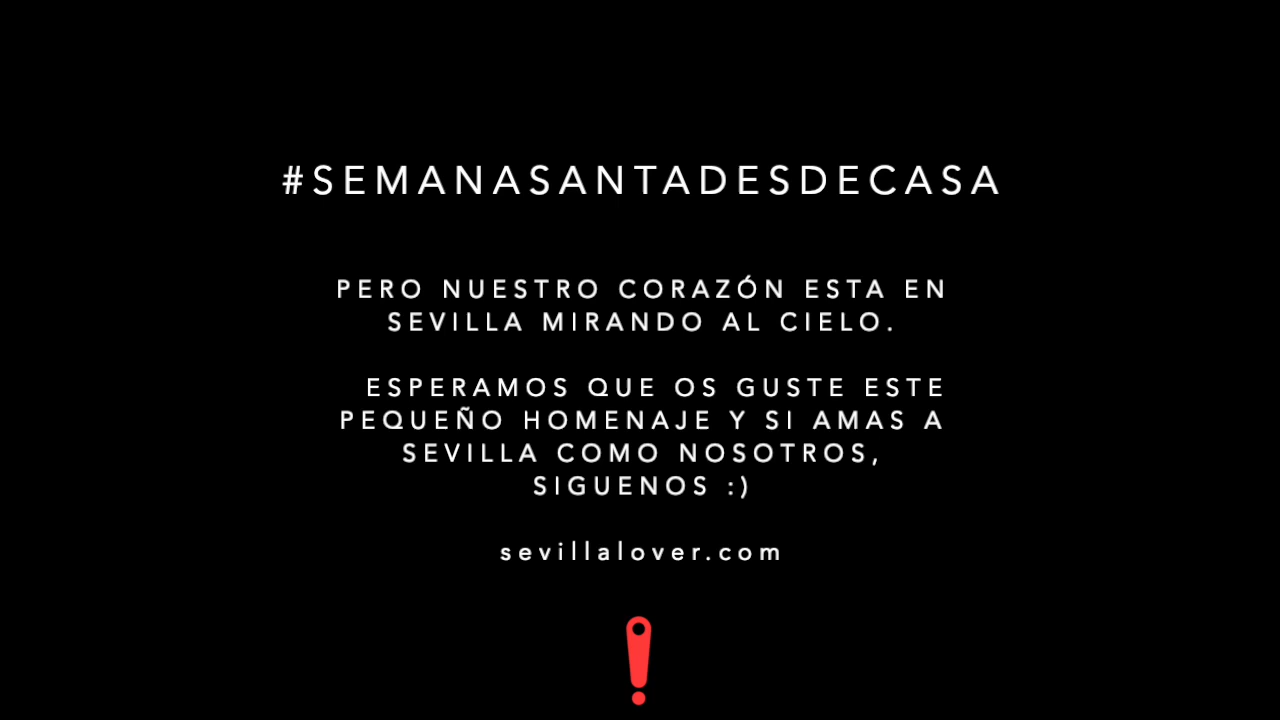 #SEMANASANTADESDECASA
PERO NUESTRO CORAZÓN ESTA EN
SEVILLA MIRANDO AL CIELO.
ESPERAMOS QUE OS GUSTE ESTE
PEQUEÑO HOMENAJE Y SI AMAS A
SEVILLA COMO NOSOTROS,
SIGUENOS :)
sevillalover.com